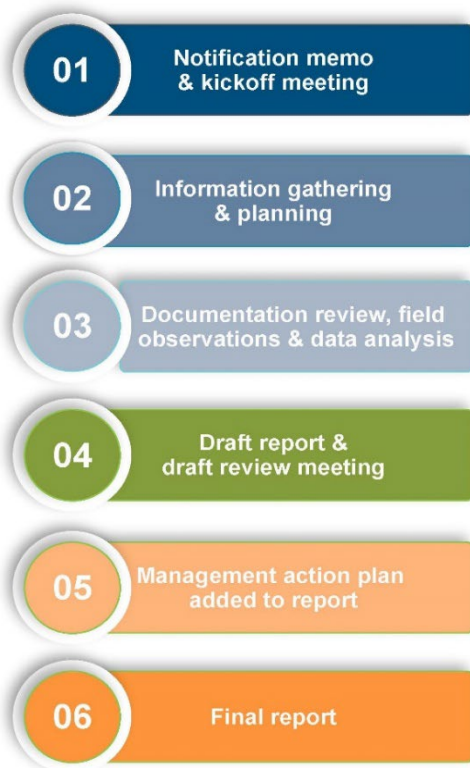 01
Notification memo
& kickoff meeting
02
Information gathering
& planning
03
Documentation review, field
observations & data analysis
04
Draft report &
draft review meeting
05
Management action plan
added to report
06
Final report